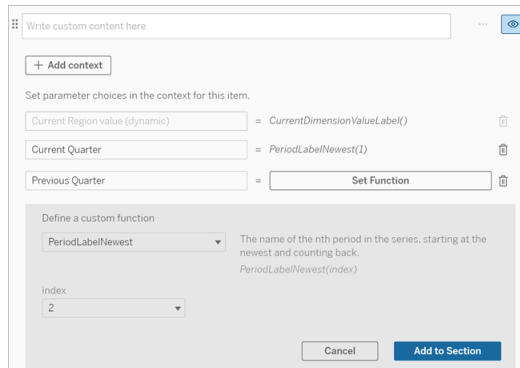 Write custom content here
+ Add context
Set parameter choices in the context for this item.
Current Region value (dynamic) = CurrentDimensionValueLabel()
Current Quarter = PeriodLabelNewest(1)
Previous Quarter = Set Function
Define a custom function
PeriodLabelNewest
The name of the nth period in the series, starting at the
newest and counting back.
PeriodLabelNewest(index)
index
2
Cancel Add to Section